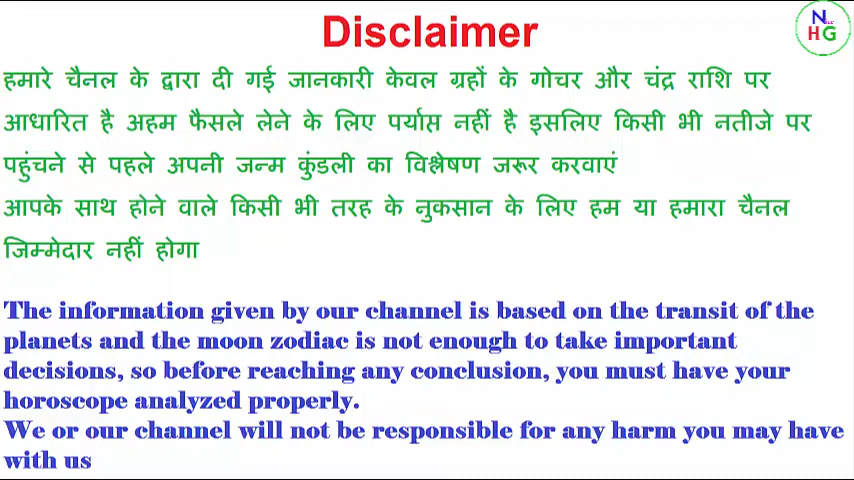 Disclaimer
N
HG
हमारे चैनल के द्वारा दी गई जानकारी केवल ग्रहों के गोचर और चंद्र राशि पर
आधारित है अहम फैसले लेने के लिए पर्याप्त नहीं है इसलिए किसी भी नतीजे पर
पहुंचने से पहले अपनी जन्म कुंडली का विश्लेषण जरूर करवाएं
आपके साथ होने वाले किसी भी तरह के नुकसान के लिए हम या हमारा चैनल
जिम्मेदार नहीं होगा
The information given by our channel is based on the transit of the
planets and the moon zodiac is not enough to take important
decisions, so before reaching any conclusion, you must have your
horoscope analyzed properly.
We or our channel will not be responsible for any harm you may have
with us